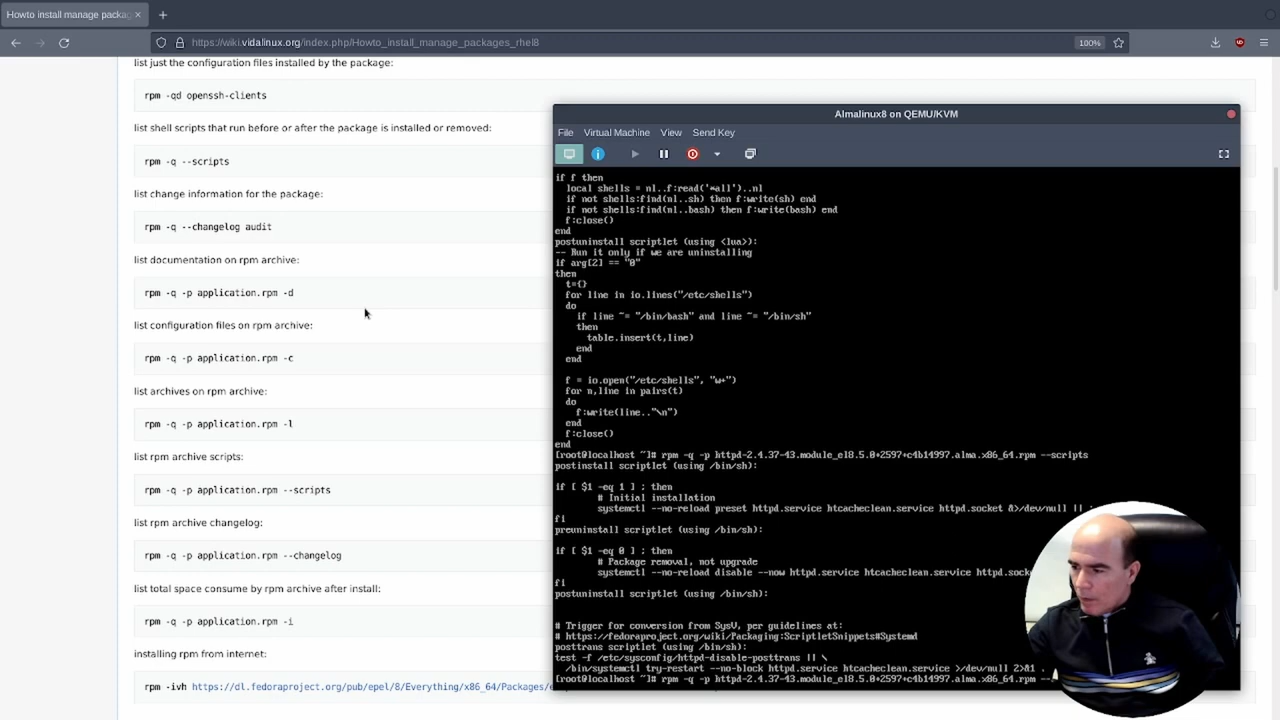 Howto install manage packag
https://wiki.vidalinux.org/index.php/Howto_install_manage_packages_rhel8
100%
list just the configuration files installed by the package:
rpm -qd openssh-clients
list shell scripts that run before or after the package is installed or removed:
rpm -q --scripts
list change information for the package:
rpm -q --changelog audit
list documentation on rpm archive:
rpm -q -p application.rpm -d
list configuration files on rpm archive:
rpm -q -p application.rpm -c
list archives on rpm archive:
rpm -q -p application.rpm -l
list rpm archive scripts:
rpm -q -p application.rpm --scripts
list rpm archive changelog:
rpm -q -p application.rpm --changelog
list total space consume by rpm archive after install:
rpm -q -p application.rpm -i
installing rpm from internet:
rpm -ivh https://dl.fedoraproject.org/pub/epel/8/Everything/x86_64/Packages/e
Almalinux8 on QEMU/KVM
File Virtual Machine View Send Key
if f then
local shells = nl..f:read('*all')..nl
if not shells:find(nl..sh) then f:write(sh) end
if not shells:find(nl..bash) then f:write(bash) end
f:close()
end
postuninstall scriptlet (using <lua>):
-- Run it only if we are uninstalling
if arg[2] == "0"
then
t={}
for line in io.lines("/etc/shells")
do
if line ~= "/bin/bash" and line ~= "/bin/sh"
then
table.insert(t,line)
end
end
f = io.open("/etc/shells", "w+")
for n,line in pairs(t)
do
f:write(line.."\n")
end
f:close()
end
[root@localhost ~]# rpm -q -p httpd-2.4.37-43.module_el8.5.0+2597+c4b14997.alma.x86_64.rpm --scripts
postinstall scriptlet (using /bin/sh):
if [ $1 -eq 1 ] ; then
# Initial installation
systemctl --no-reload preset httpd.service htcacheclean.service httpd.socket &>/dev/null || :
fi
preuninstall scriptlet (using /bin/sh):
if [ $1 -eq 0 ] ; then
# Package removal, not upgrade
systemctl --no-reload disable --now httpd.service htcacheclean.service httpd.socke
fi
postuninstall scriptlet (using /bin/sh):
# Trigger for conversion from SysV, per guidelines at:
# https://fedoraproject.org/wiki/Packaging:ScriptletSnippets#Systemd
posttrans scriptlet (using /bin/sh):
test -f /etc/sysconfig/httpd-disable-posttrans || \
/bin/systemctl try-restart --no-block httpd.service htcacheclean.service >/dev/null 2>&1
[root@localhost ~]# rpm -q -p httpd-2.4.37-43.module_el8.5.0+2597+c4b14997.alma.x86_64.rpm --